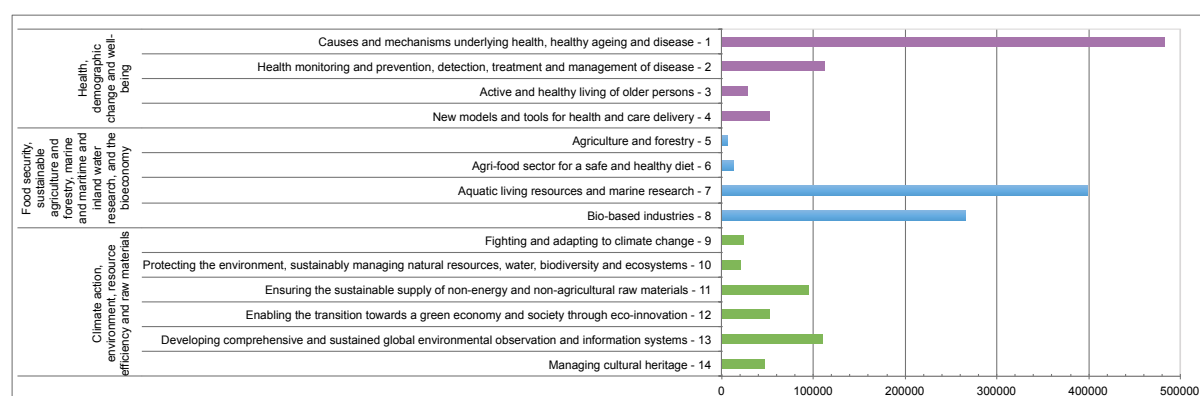 Health,
demographic
change and well-
being
Causes and mechanisms underlying health, healthy ageing and disease - 1
Health monitoring and prevention, detection, treatment and management of disease - 2
Active and healthy living of older persons - 3
New models and tools for health and care delivery - 4
Food security,
sustainable
agriculture and
forestry, marine
and maritime and
inland water
research, and the
bioeconomy
Agriculture and forestry - 5
Agri-food sector for a safe and healthy diet - 6
Aquatic living resources and marine research - 7
Bio-based industries - 8
Climate action,
environment, resource
efficiency and raw materials
Fighting and adapting to climate change - 9
Protecting the environment, sustainably managing natural resources, water, biodiversity and ecosystems - 10
Ensuring the sustainable supply of non-energy and non-agricultural raw materials - 11
Enabling the transition towards a green economy and society through eco-innovation - 12
Developing comprehensive and sustained global environmental observation and information systems - 13
Managing cultural heritage - 14
0 100000 200000 300000 400000 500000